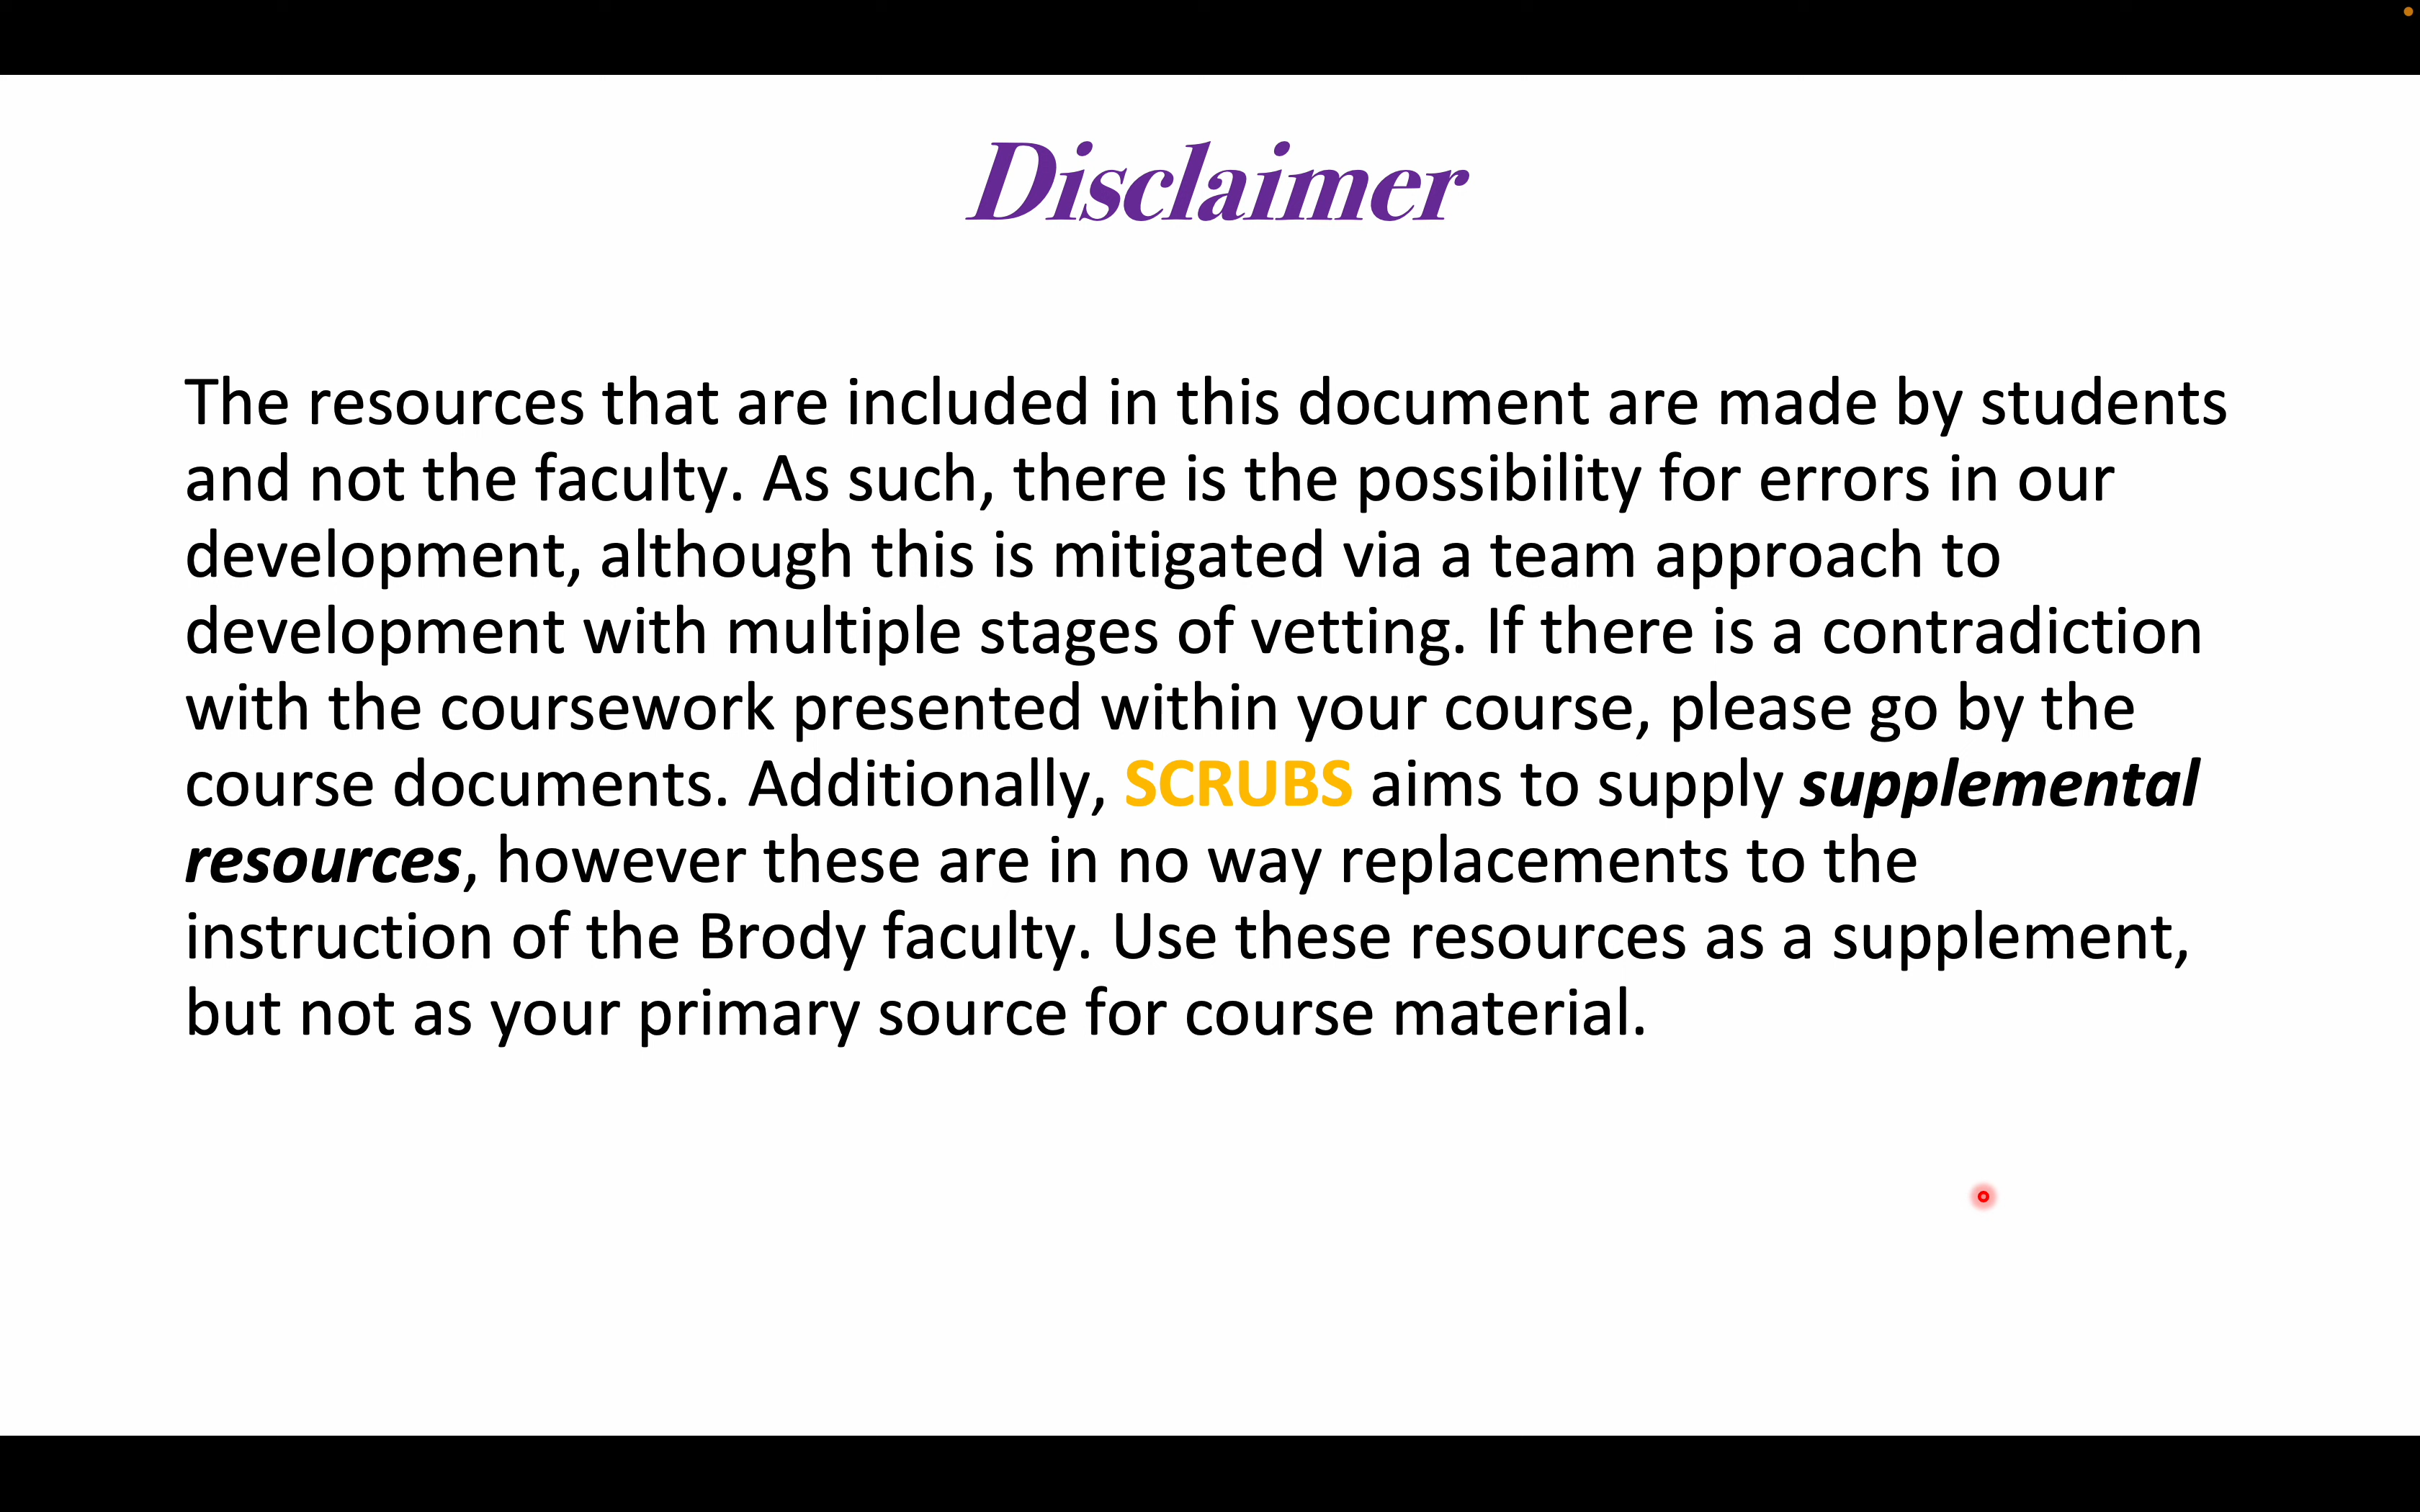 Disclaimer
The resources that are included in this document are made by students
and not the faculty. As such, there is the possibility for errors in our
development, although this is mitigated via a team approach to
development with multiple stages of vetting. If there is a contradiction
with the coursework presented within your course, please go by the
course documents. Additionally, SCRUBS aims to supply supplemental
resources, however these are in no way replacements to the
instruction of the Brody faculty. Use these resources as a supplement,
but not as your primary source for course material.